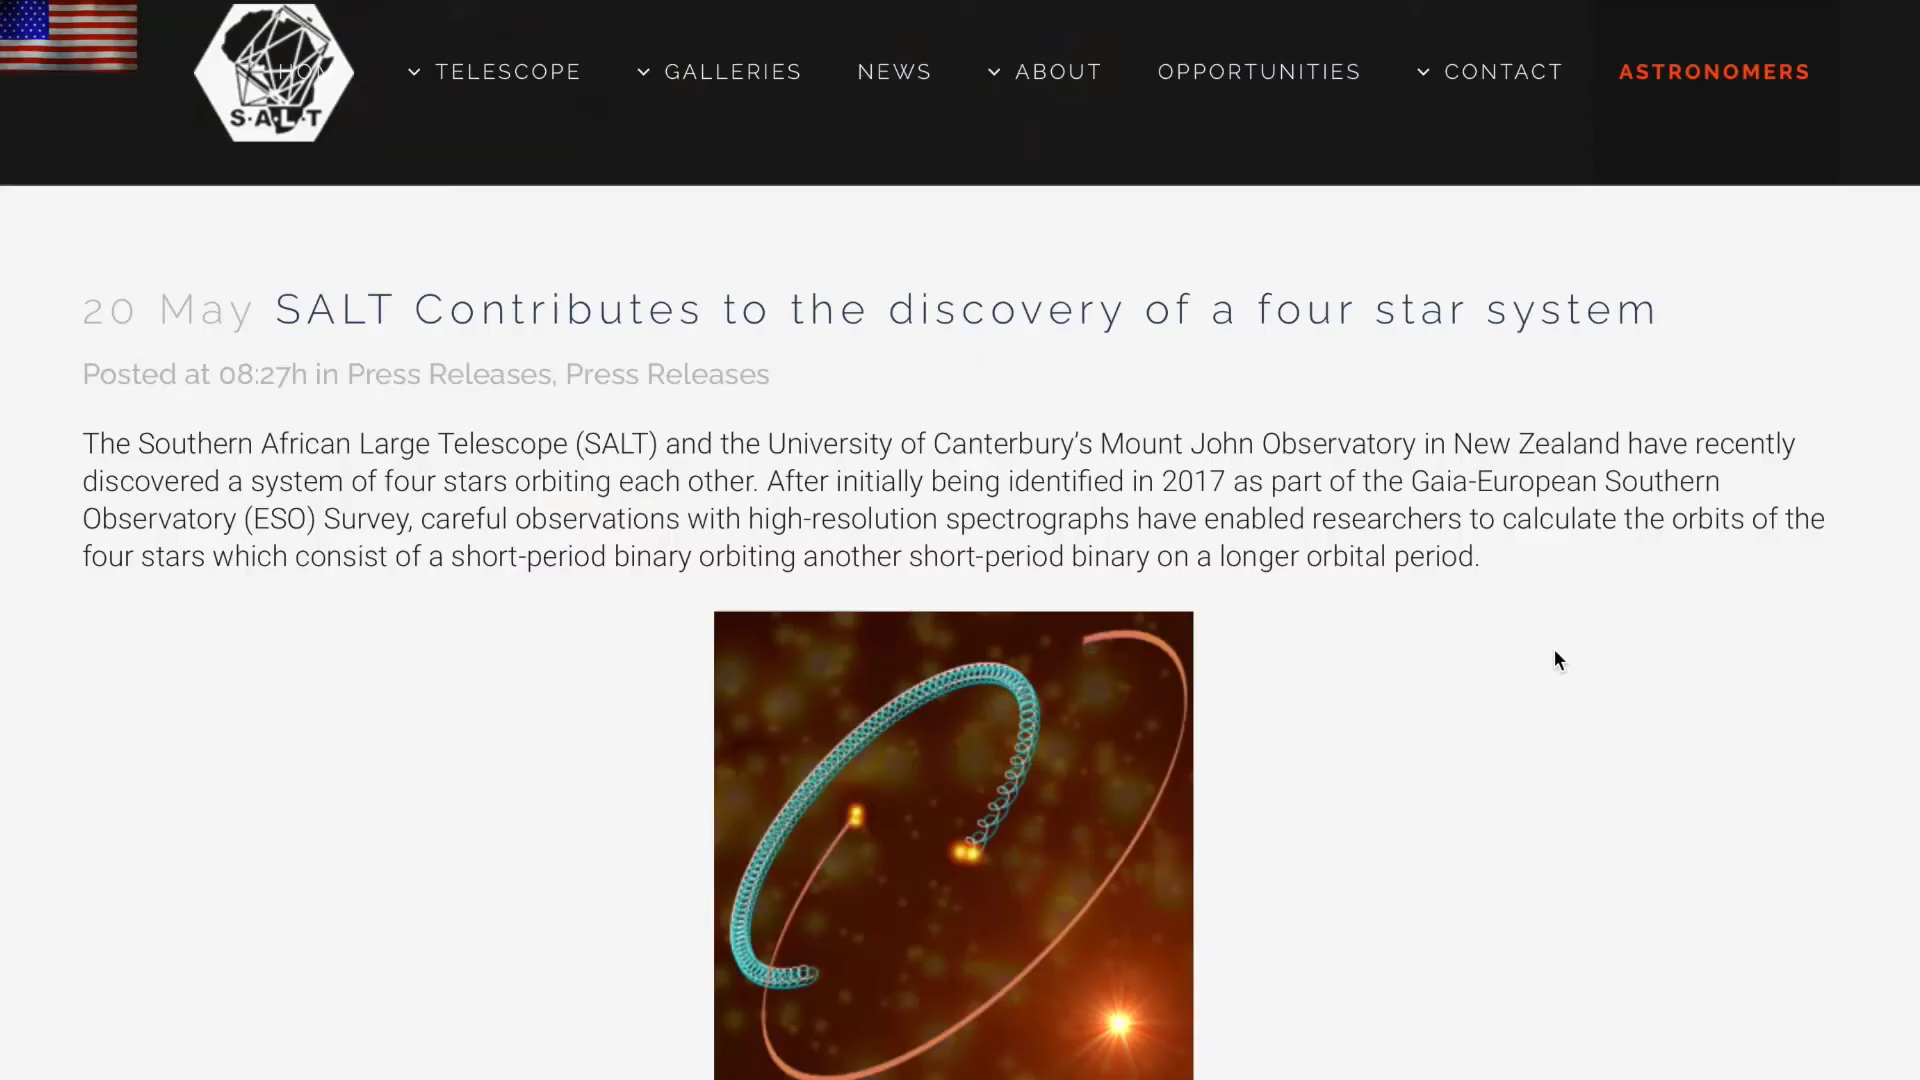 S·A·L·T
TELESCOPE
GALLERIES
NEWS
ABOUT
OPPORTUNITIES
CONTACT
ASTRONOMERS
20 May SALT Contributes to the discovery of a four star system
Posted at 08:27h in Press Releases, Press Releases
The Southern African Large Telescope (SALT) and the University of Canterbury’s Mount John Observatory in New Zealand have recently
discovered a system of four stars orbiting each other. After initially being identified in 2017 as part of the Gaia-European Southern
Observatory (ESO) Survey, careful observations with high-resolution spectrographs have enabled researchers to calculate the orbits of the
four stars which consist of a short-period binary orbiting another short-period binary on a longer orbital period.